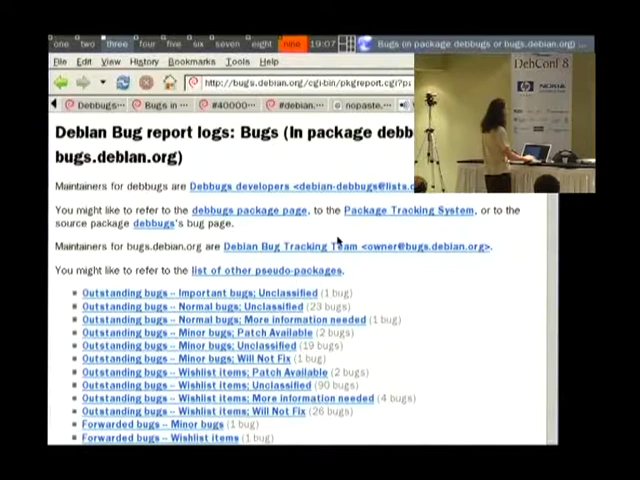 one two three four five six seven eight nine 19:07 Bugs (in package debbugs or bugs.debian.org)
File Edit View History Bookmarks Tools Help
http://bugs.debian.org/cgi-bin/pkgreport.cgi?p
Debbugs... Bugs in #40000 #debian. nopaste.
DebConf 8
hp NOKIA
Debian Bug report logs: Bugs (in package debb
bugs.debian.org)
Maintainers for debbugs are Debbugs developers <debian-debbugs@lists.
You might like to refer to the debbugs package page, to the Package Tracking System, or to the
source package debbugs's bug page.
Maintainers for bugs.debian.org are Debian Bug Tracking Team <owner@bugs.debian.org>.
You might like to refer to the list of other pseudo-packages.
Outstanding bugs -- Important bugs; Unclassified (1 bug)
Outstanding bugs -- Normal bugs; Unclassified (23 bugs)
Outstanding bugs -- Normal bugs; More information needed (1 bug)
Outstanding bugs -- Minor bugs; Patch Available (2 bugs)
Outstanding bugs -- Minor bugs; Unclassified (19 bugs)
Outstanding bugs -- Minor bugs; Will Not Fix (1 bug)
Outstanding bugs -- Wishlist items; Patch Available (2 bugs)
Outstanding bugs -- Wishlist items; Unclassified (90 bugs)
Outstanding bugs -- Wishlist items; More information needed (4 bugs)
Outstanding bugs -- Wishlist items; Will Not Fix (26 bugs)
Forwarded bugs -- Minor bugs (1 bug)
Forwarded bugs -- Wishlist items (1 bug)